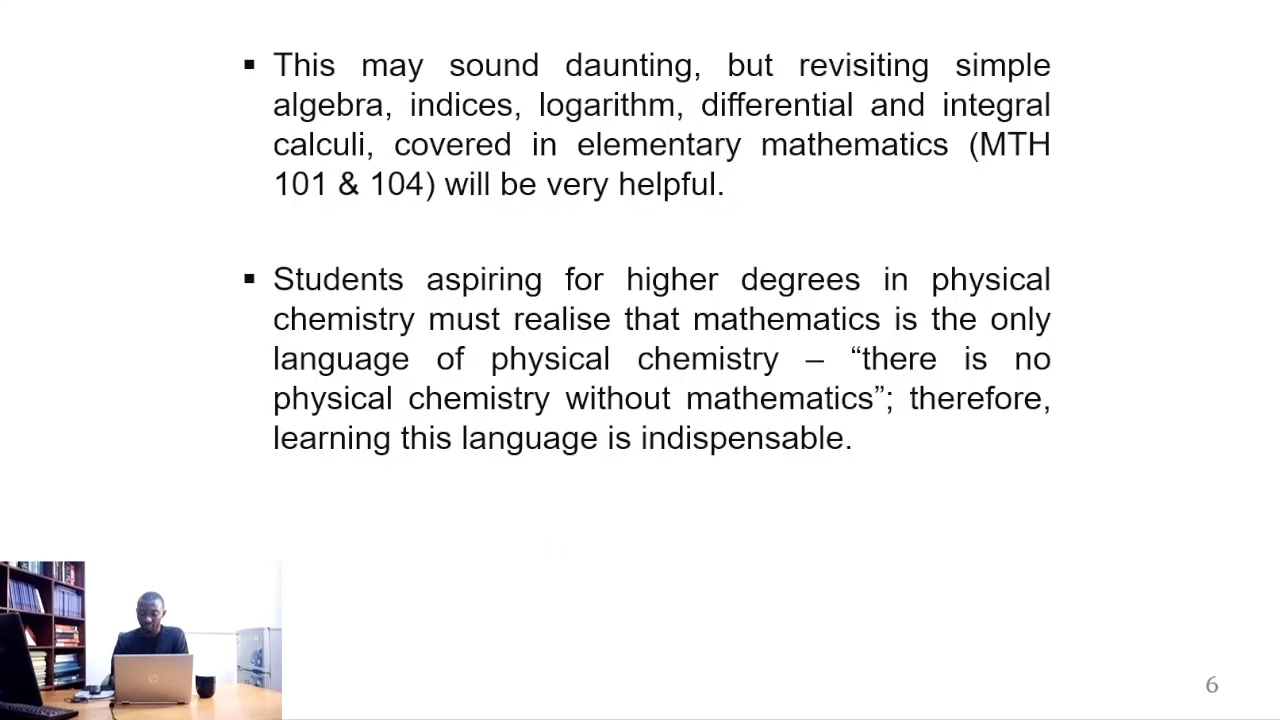 ▪ This may sound daunting, but revisiting simple
algebra, indices, logarithm, differential and integral
calculi, covered in elementary mathematics (MTH
101 & 104) will be very helpful.
▪ Students aspiring for higher degrees in physical
chemistry must realise that mathematics is the only
language of physical chemistry – “there is no
physical chemistry without mathematics”; therefore,
learning this language is indispensable.
6